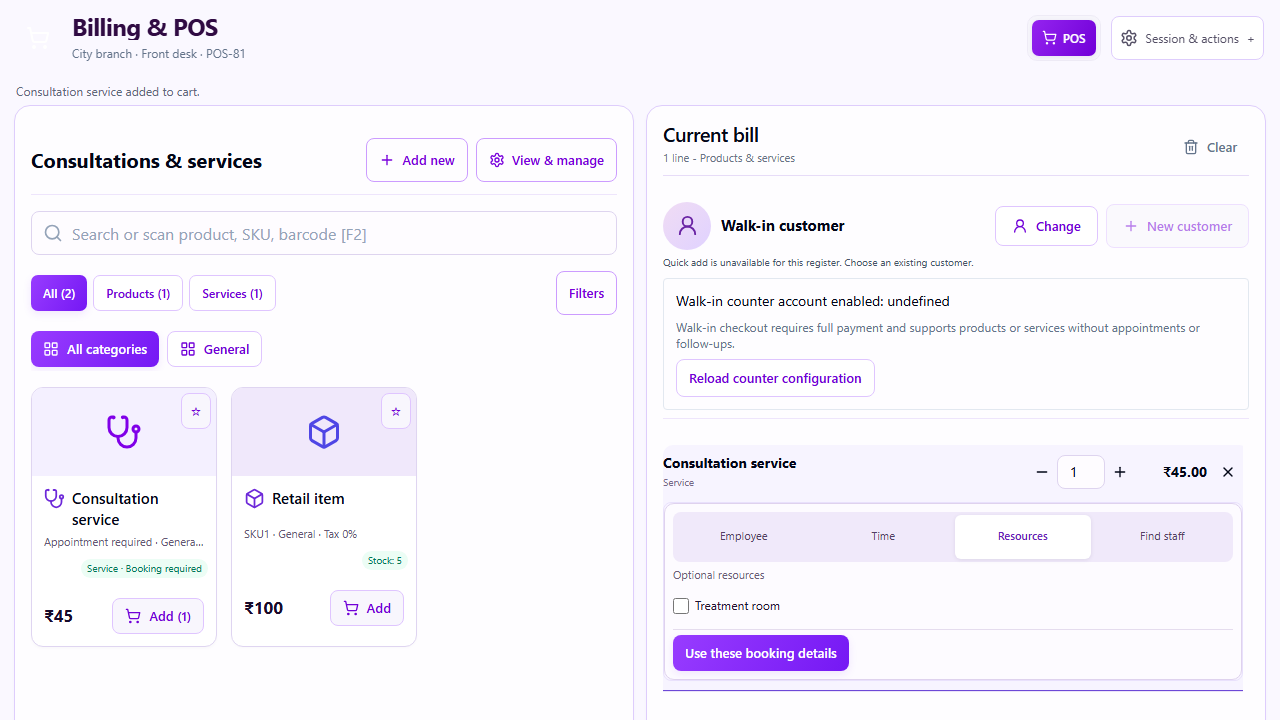 Billing & POS
City branch · Front desk · POS-81
POS
Session & actions +
Consultation service added to cart.
Consultations & services
Add new
View & manage
Search or scan product, SKU, barcode [F2]
All (2)
Products (1)
Services (1)
Filters
All categories
General
Consultation
service
Appointment required · Genera...
Service · Booking required
₹45
Add (1)
Retail item
SKU1 · General · Tax 0%
Stock: 5
₹100
Add
Current bill
1 line - Products & services
Clear
Walk-in customer
Change
New customer
Quick add is unavailable for this register. Choose an existing customer.
Walk-in counter account enabled: undefined
Walk-in checkout requires full payment and supports products or services without appointments or
follow-ups.
Reload counter configuration
Consultation service
Service
1
₹45.00
Employee
Time
Resources
Find staff
Optional resources
Treatment room
Use these booking details